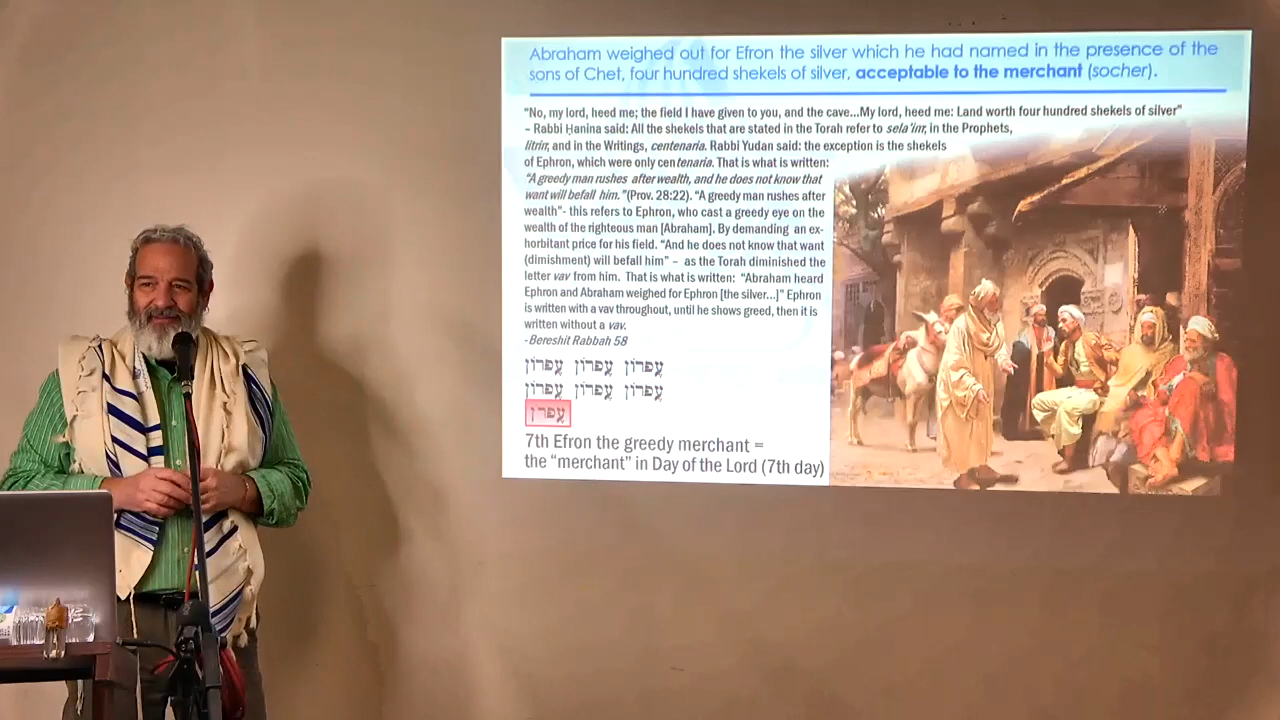 Abraham weighed out for Efron the silver which he had named in the presence of the
sons of Chet, four hundred shekels of silver, acceptable to the merchant (socher).
“No, my lord, heed me; the field I have given to you, and the cave...My lord, heed me: Land worth four hundred shekels of silver”
– Rabbi Ḥanina said: All the shekels that are stated in the Torah refer to sela’im; in the Prophets,
litrin; and in the Writings, centenaria. Rabbi Yudan said: the exception is the shekels
of Ephron, which were only centenaria. That is what is written:
“A greedy man rushes after wealth, and he does not know that
want will befall him.”(Prov. 28:22). “A greedy man rushes after
wealth”- this refers to Ephron, who cast a greedy eye on the
wealth of the righteous man [Abraham]. By demanding an ex-
horbitant price for his field. “And he does not know that want
(dimishment) will befall him” – as the Torah diminished the
letter vav from him. That is what is written: “Abraham heard
Ephron and Abraham weighed for Ephron [the silver...]” Ephron
is written with a vav throughout, until he shows greed, then it is
written without a vav.
-Bereshit Rabbah 58
עֶפְרוֹן עֶפְרוֹן עֶפְרוֹן
עֶפְרוֹן עֶפְרוֹן עֶפְרוֹן
עֶפְרֹן
7th Efron the greedy merchant =
the “merchant” in Day of the Lord (7th day)